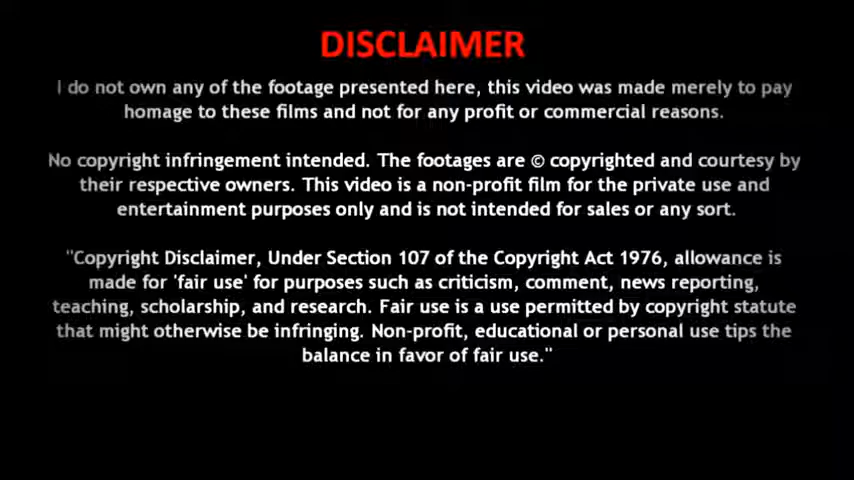 DISCLAIMER
I do not own any of the footage presented here, this video was made merely to pay
homage to these films and not for any profit or commercial reasons.
No copyright infringement intended. The footages are © copyrighted and courtesy by
their respective owners. This video is a non-profit film for the private use and
entertainment purposes only and is not intended for sales or any sort.
"Copyright Disclaimer, Under Section 107 of the Copyright Act 1976, allowance is
made for 'fair use' for purposes such as criticism, comment, news reporting,
teaching, scholarship, and research. Fair use is a use permitted by copyright statute
that might otherwise be infringing. Non-profit, educational or personal use tips the
balance in favor of fair use."